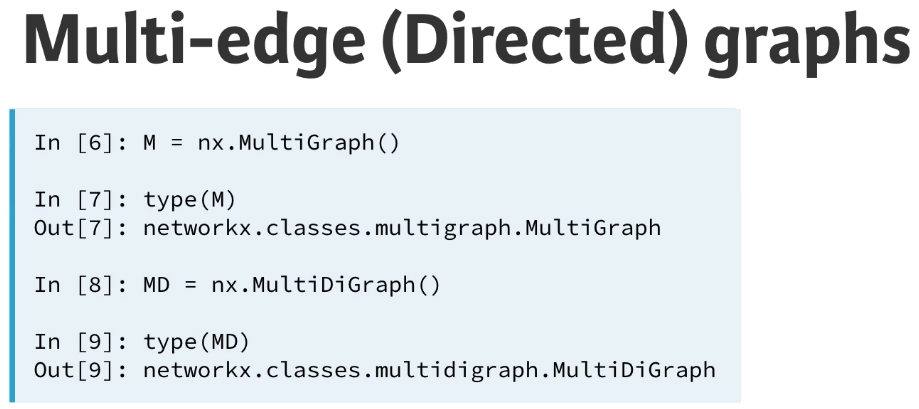 Multi-edge (Directed) graphs
In [6]: M = nx.MultiGraph()
In [7]: type(M)
Out[7]: networkx.classes.multigraph.MultiGraph
In [8]: MD = nx.MultiDiGraph()
In [9]: type(MD)
Out[9]: networkx.classes.multidigraph.MultiDiGraph